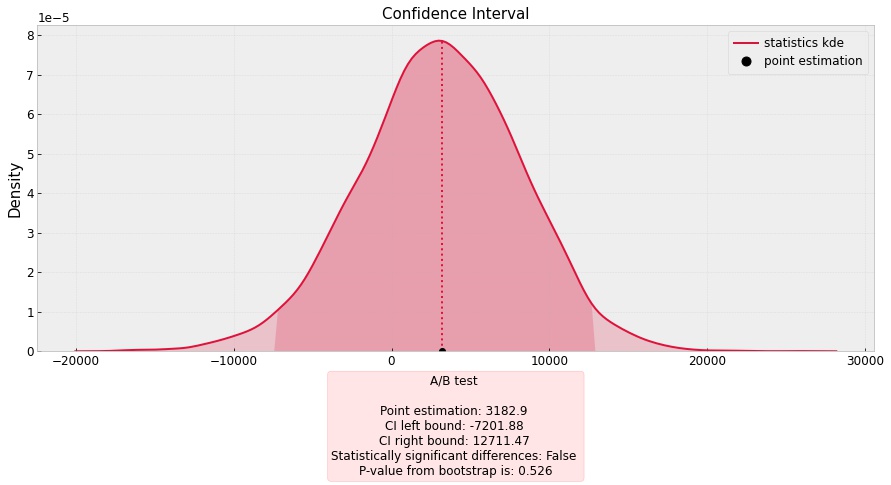 Confidence Interval
1e−5
8
7
6
5
4
3
2
1
0
Density
statistics kde
point estimation
−20000
−10000
0
10000
20000
30000
A/B test
Point estimation: 3182.9
CI left bound: -7201.88
CI right bound: 12711.47
Statistically significant differences: False
P-value from bootstrap is: 0.526